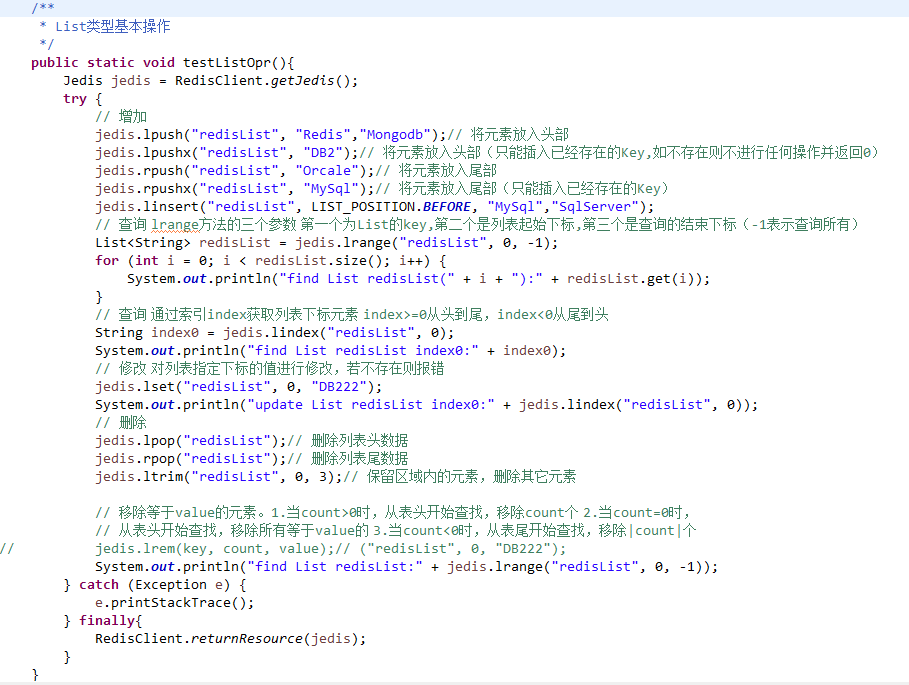 /**
 * List类型基本操作
 */
public static void testListOpr(){
    Jedis jedis = RedisClient.getJedis();
    try {
        // 增加
        jedis.lpush("redisList", "Redis","Mongodb");// 将元素放入头部
        jedis.lpushx("redisList", "DB2");// 将元素放入头部（只能插入已经存在的Key,如不存在则不进行任何操作并返回0）
        jedis.rpush("redisList", "Orcale");// 将元素放入尾部
        jedis.rpushx("redisList", "MySql");// 将元素放入尾部（只能插入已经存在的Key）
        jedis.linsert("redisList", LIST_POSITION.BEFORE, "MySql","SqlServer");
        // 查询 lrange方法的三个参数 第一个为List的key,第二个是列表起始下标,第三个是查询的结束下标（-1表示查询所有）
        List<String> redisList = jedis.lrange("redisList", 0, -1);
        for (int i = 0; i < redisList.size(); i++) {
            System.out.println("find List redisList(" + i + "):" + redisList.get(i));
        }
        // 查询 通过索引index获取列表下标元素 index>=0从头到尾，index<0从尾到头
        String index0 = jedis.lindex("redisList", 0);
        System.out.println("find List redisList index0:" + index0);
        // 修改 对列表指定下标的值进行修改，若不存在则报错
        jedis.lset("redisList", 0, "DB222");
        System.out.println("update List redisList index0:" + jedis.lindex("redisList", 0));
        // 删除
        jedis.lpop("redisList");// 删除列表头数据
        jedis.rpop("redisList");// 删除列表尾数据
        jedis.ltrim("redisList", 0, 3);// 保留区域内的元素，删除其它元素

        // 移除等于value的元素。1.当count>0时，从表头开始查找，移除count个 2.当count=0时，
        // 从表头开始查找，移除所有等于value的 3.当count<0时，从表尾开始查找，移除|count|个
//        jedis.lrem(key, count, value);// ("redisList", 0, "DB222");
        System.out.println("find List redisList:" + jedis.lrange("redisList", 0, -1));
    } catch (Exception e) {
        e.printStackTrace();
    } finally{
        RedisClient.returnResource(jedis);
    }
}